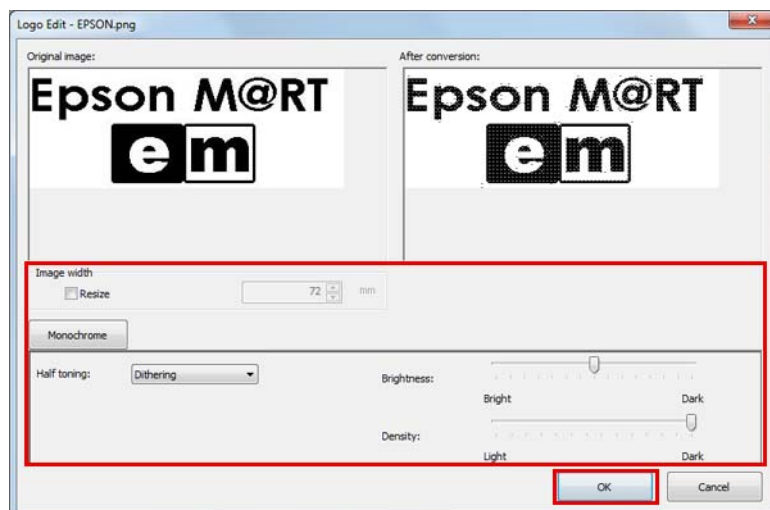 Logo Edit - EPSON.png
Original image:
After conversion:
Epson M@RT
em
Epson M@RT
em
Image width
Resize
72
mm
Monochrome
Half toning:
Dithering
Brightness:
Bright
Dark
Density:
Light
Dark
OK
Cancel